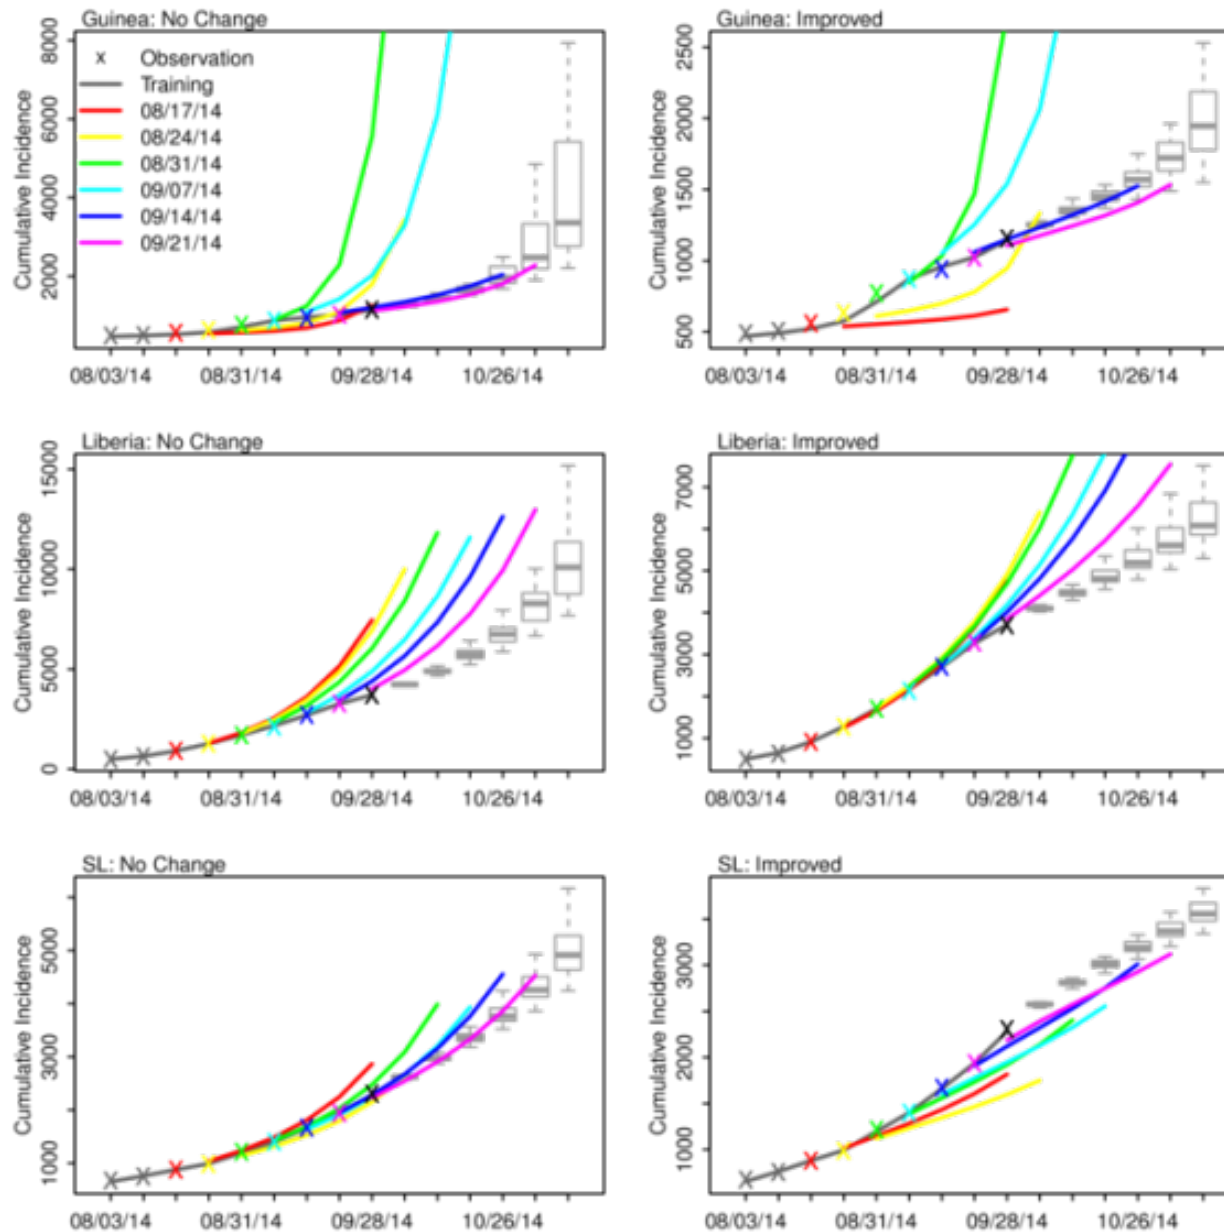 Guinea: No Change
Cumulative Incidence
8000
6000
4000
2000
x Observation
Training
08/17/14
08/24/14
08/31/14
09/07/14
09/14/14
09/21/14
08/03/14 08/31/14 09/28/14 10/26/14
Guinea: Improved
Cumulative Incidence
2500
2000
1500
1000
500
08/03/14 08/31/14 09/28/14 10/26/14
Liberia: No Change
Cumulative Incidence
15000
10000
5000
0
08/03/14 08/31/14 09/28/14 10/26/14
Liberia: Improved
Cumulative Incidence
7000
5000
3000
1000
08/03/14 08/31/14 09/28/14 10/26/14
SL: No Change
Cumulative Incidence
5000
3000
1000
08/03/14 08/31/14 09/28/14 10/26/14
SL: Improved
Cumulative Incidence
3000
2000
1000
08/03/14 08/31/14 09/28/14 10/26/14